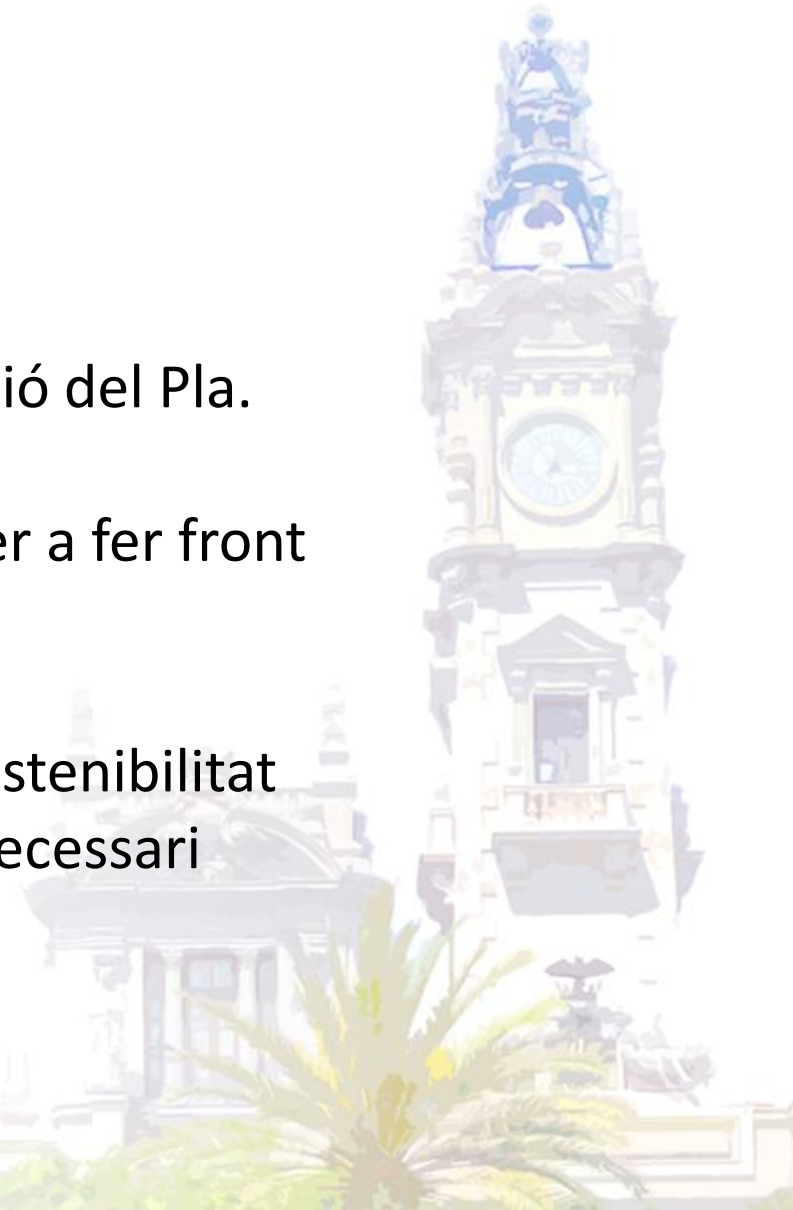 ió del Pla.
er a fer front
stenibilitat
ecessari